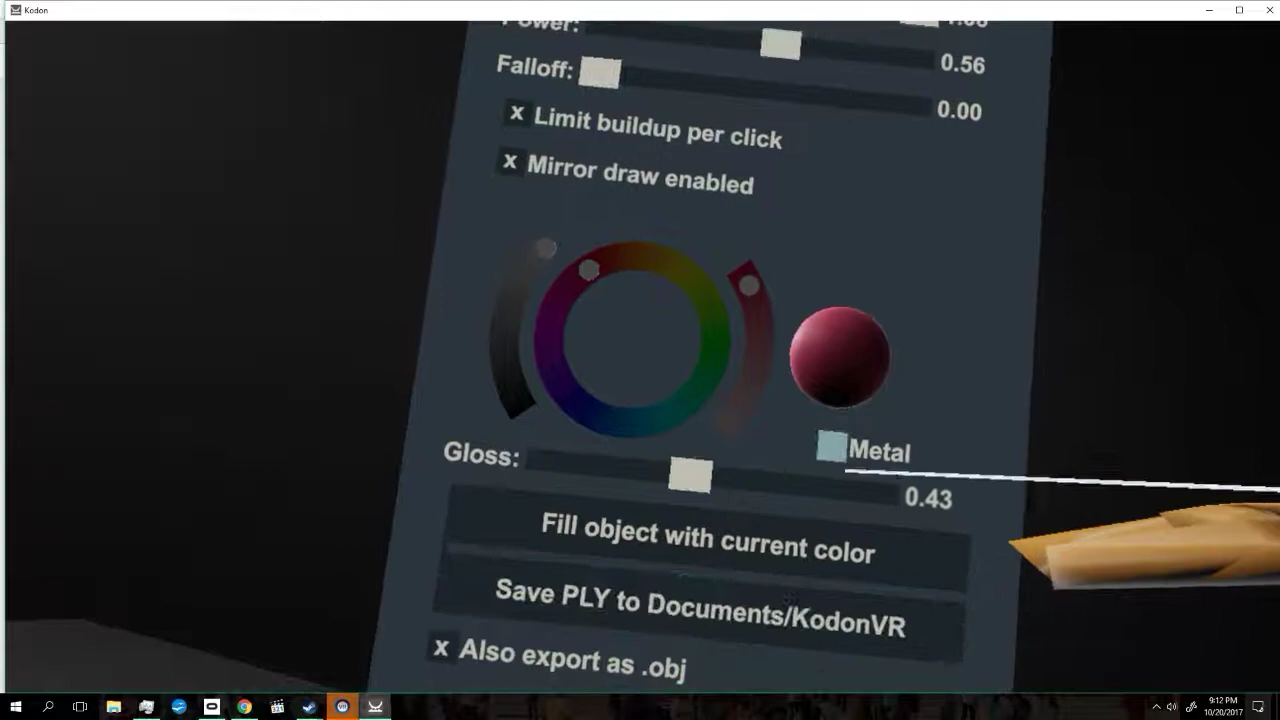 Kodon
Power:
0.56
Falloff:
0.00
x Limit buildup per click
x Mirror draw enabled
Metal
Gloss:
0.43
Fill object with current color
Save PLY to Documents/KodonVR
x Also export as .obj
9:12 PM
10/20/2017